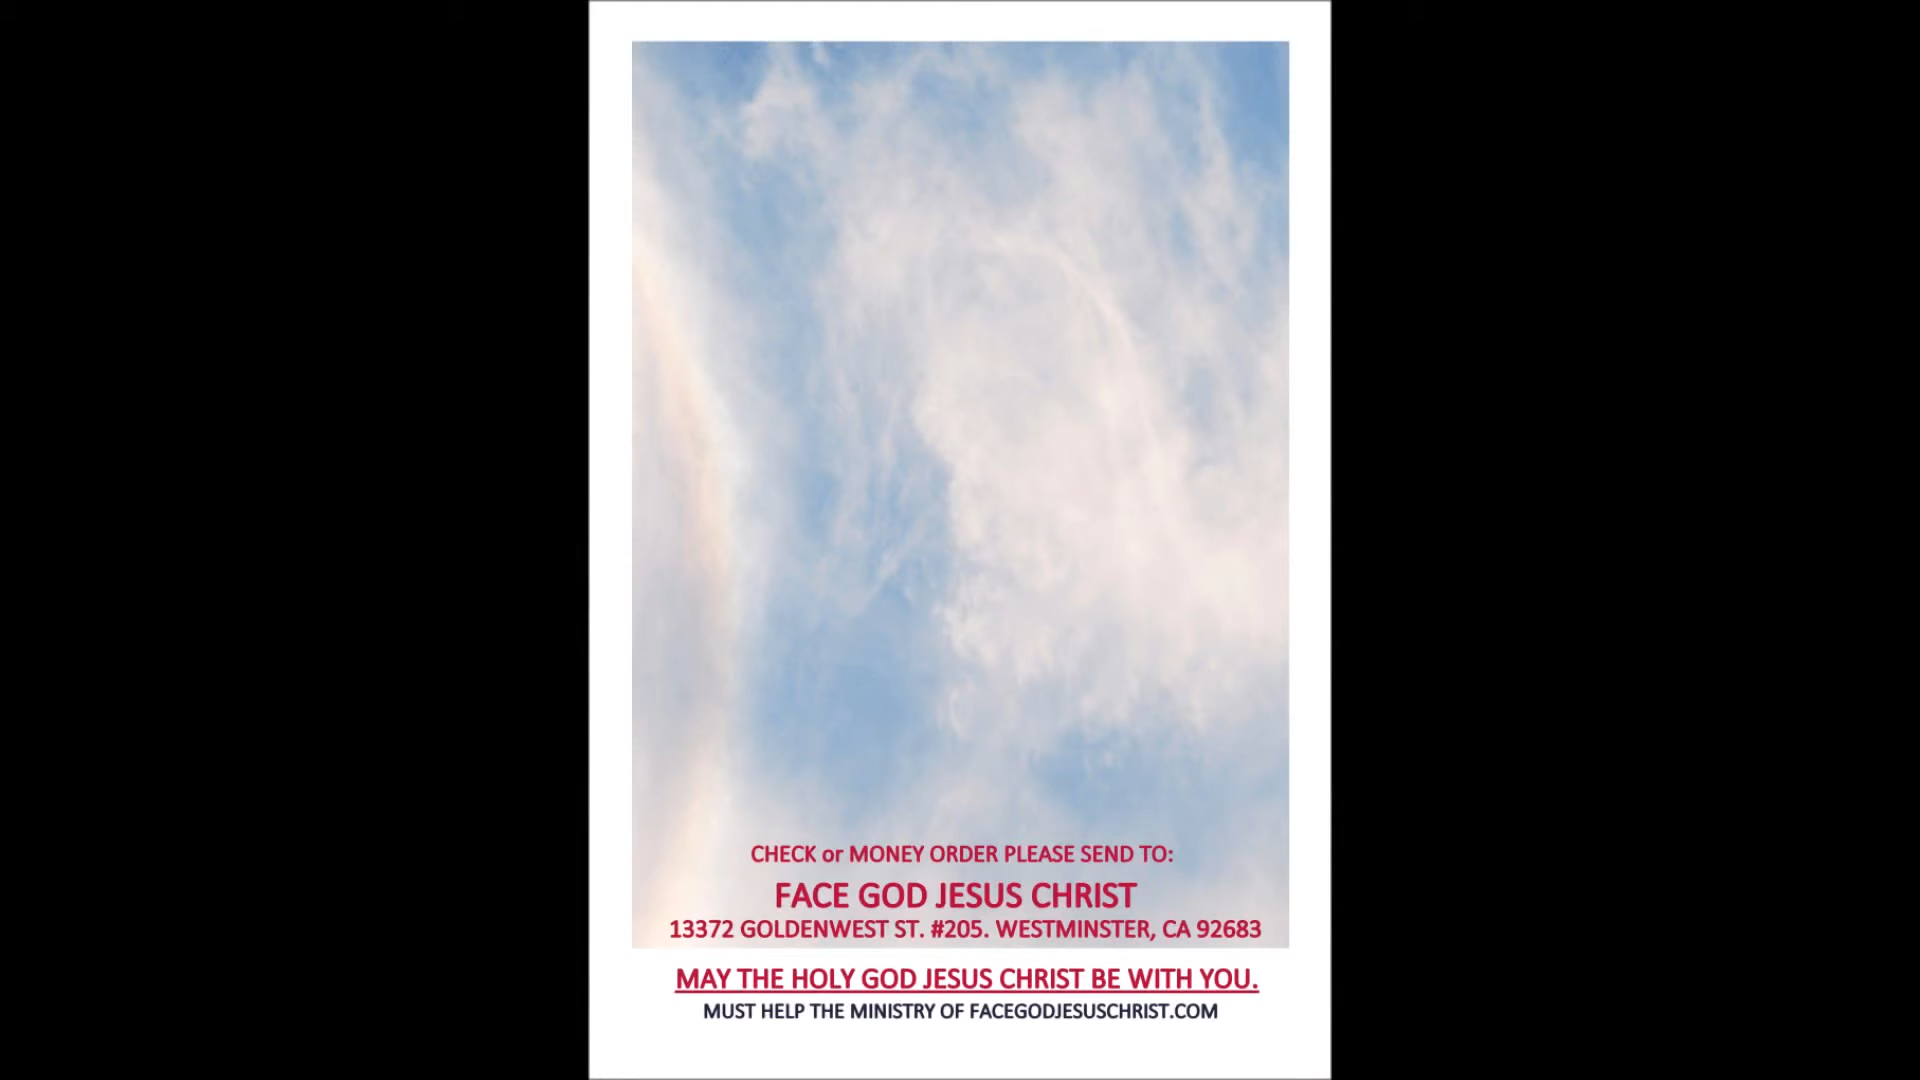 CHECK or MONEY ORDER PLEASE SEND TO:
FACE GOD JESUS CHRIST
13372 GOLDENWEST ST. #205. WESTMINSTER, CA 92683
MAY THE HOLY GOD JESUS CHRIST BE WITH YOU.
MUST HELP THE MINISTRY OF FACEGODJESUSCHRIST.COM